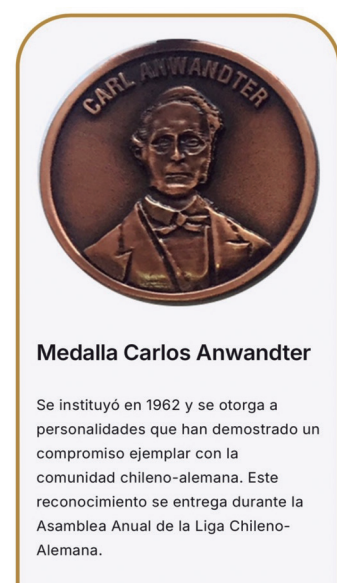 CARL ANWANDTER
Medalla Carlos Anwandter
Se instituyó en 1962 y se otorga a
personalidades que han demostrado un
compromiso ejemplar con la
comunidad chileno-alemana. Este
reconocimiento se entrega durante la
Asamblea Anual de la Liga Chileno-
Alemana.